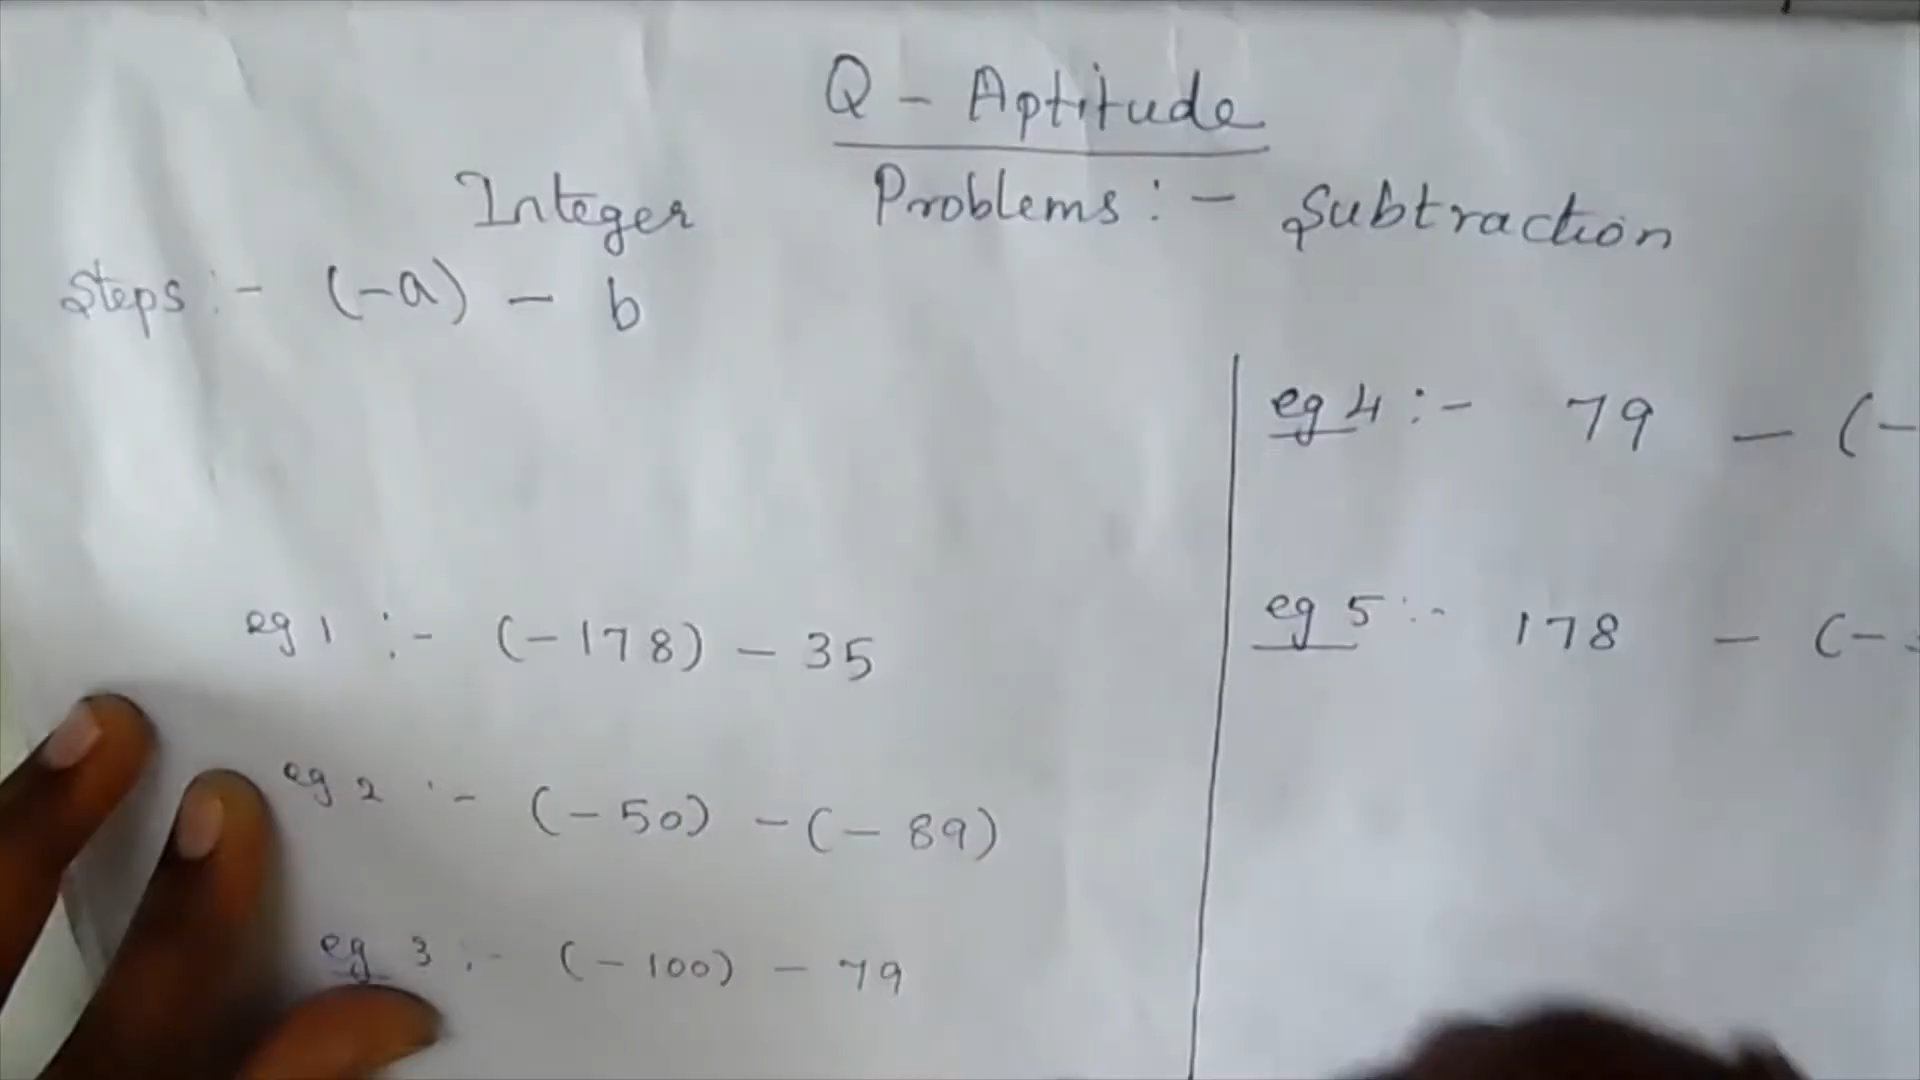 Q - Aptitude
Integer Problems :- Subtraction
Steps :- (-a) - b
eg 1 :- (-178) - 35
eg 2 :- (-50) - (-89)
eg 3 :- (-100) - 79
eg 4 :- 79 - (-
eg 5 :- 178 - (-